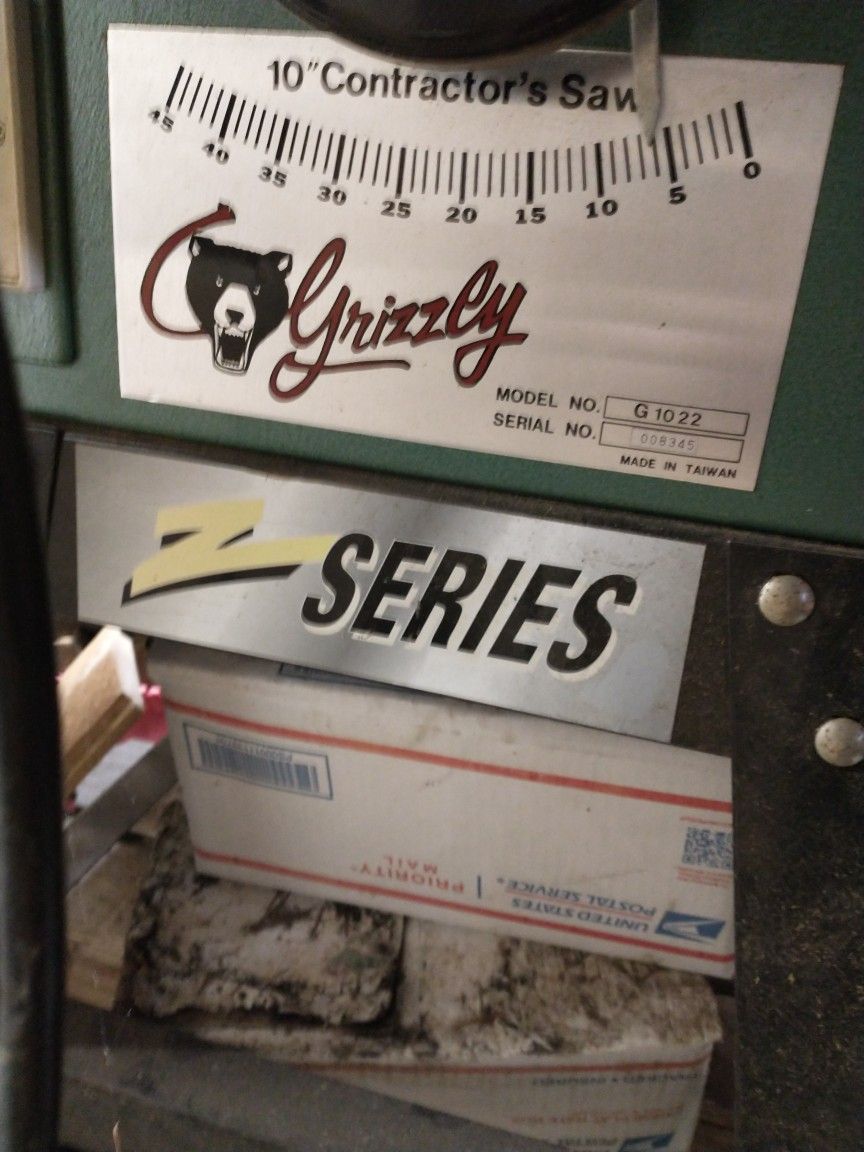 10" Contractor's Saw
45 40 35 30 25 20 15 10 5 0
Grizzly
MODEL NO. G1022
SERIAL NO. 008345
MADE IN TAIWAN
Z SERIES
PRIORITY
MAIL
UNITED STATES
POSTAL SERVICE